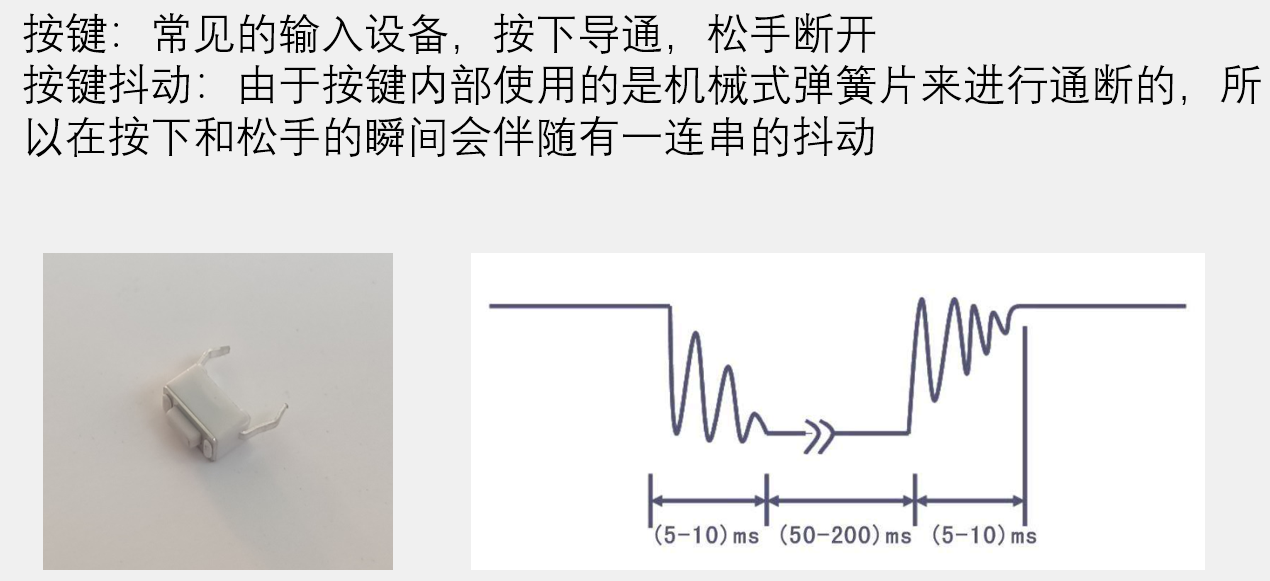 按键：常见的输入设备，按下导通，松手断开
按键抖动：由于按键内部使用的是机械式弹簧片来进行通断的，所
以在按下和松手的瞬间会伴随有一连串的抖动
(5-10)ms (50-200)ms (5-10)ms